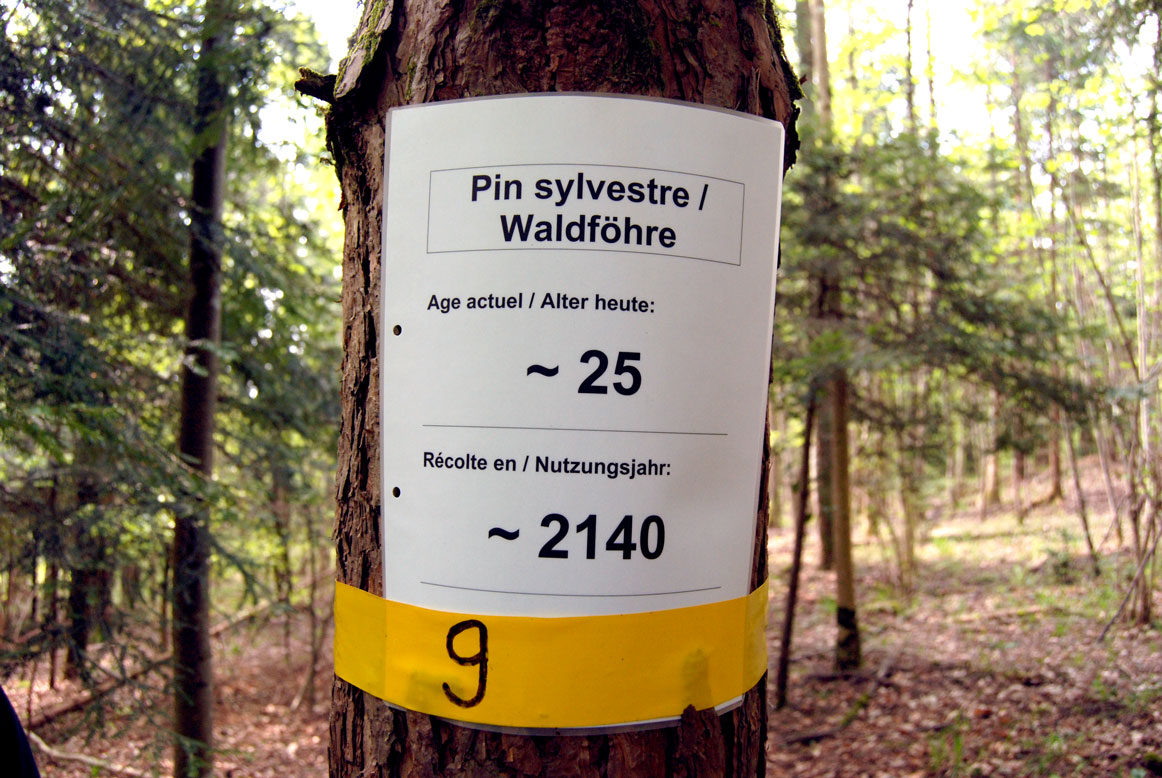 Pin sylvestre /
Waldföhre
Age actuel / Alter heute:
~ 25
Récolte en / Nutzungsjahr:
~ 2140
9